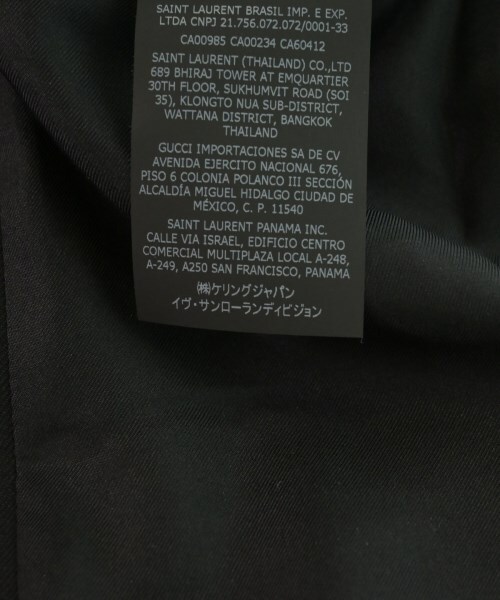 SAINT LAURENT BRASIL IMP. E EXP.
LTDA CNPJ 21.756.072.072/0001-33
CA00985 CA00234 CA60412
SAINT LAURENT (THAILAND) CO.,LTD
689 BHIRAJ TOWER AT EMQUARTIER
30TH FLOOR, SUKHUMVIT ROAD (SOI
35), KLONGTO NUA SUB-DISTRICT,
WATTANA DISTRICT, BANGKOK
THAILAND
GUCCI IMPORTACIONES SA DE CV
AVENIDA EJERCITO NACIONAL 676,
PISO 6 COLONIA POLANCO III SECCIÓN
ALCALDÍA MIGUEL HIDALGO CIUDAD DE
MÉXICO, C. P. 11540
SAINT LAURENT PANAMA INC.
CALLE VIA ISRAEL, EDIFICIO CENTRO
COMERCIAL MULTIPLAZA LOCAL A-248,
A-249, A250 SAN FRANCISCO, PANAMA
㈱ケリングジャパン
イヴ・サンローランディビジョン